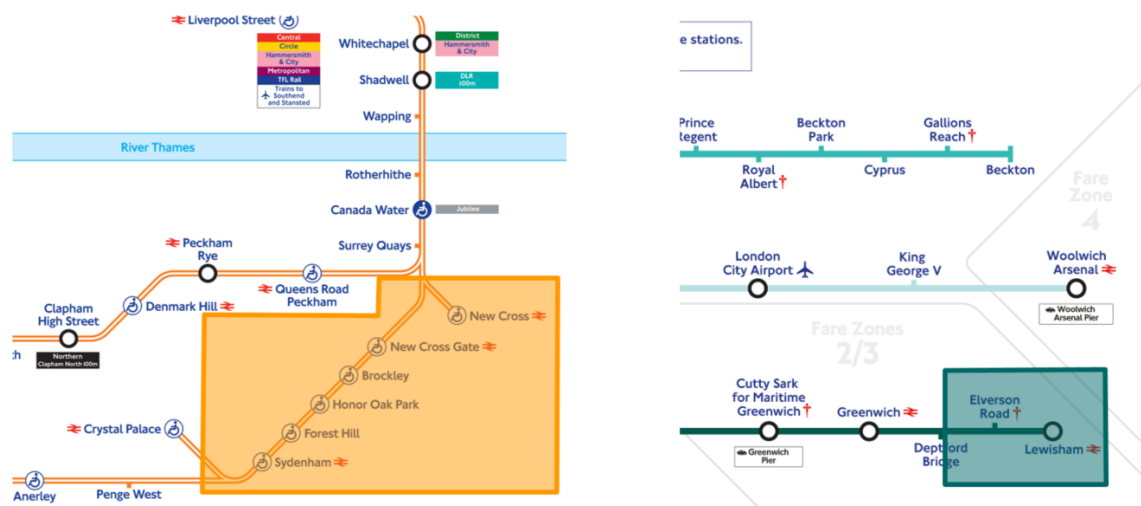 Liverpool Street
Central
Circle
Hammersmith
& City
Metropolitan
TfL Rail
Trains to
Southend
and Stansted
Whitechapel
District
Hammersmith
& City
Shadwell
DLR
100m
Wapping
River Thames
Rotherhithe
Canada Water
Jubilee
Surrey Quays
Peckham
Rye
Queens Road
Peckham
Denmark Hill
Clapham
High Street
Northern
Clapham North 100m
th
New Cross
New Cross Gate
Brockley
Honor Oak Park
Forest Hill
Sydenham
Crystal Palace
Anerley
Penge West
e stations.
Prince
Regent
Royal
Albert†
Beckton
Park
Cyprus
Gallions
Reach†
Beckton
Fare
Zone
4
London
City Airport
King
George V
Woolwich
Arsenal
Woolwich
Arsenal Pier
Fare Zones
2/3
Cutty Sark
for Maritime
Greenwich†
Greenwich
Pier
Greenwich
Deptford
Bridge
Elverson
Road†
Lewisham